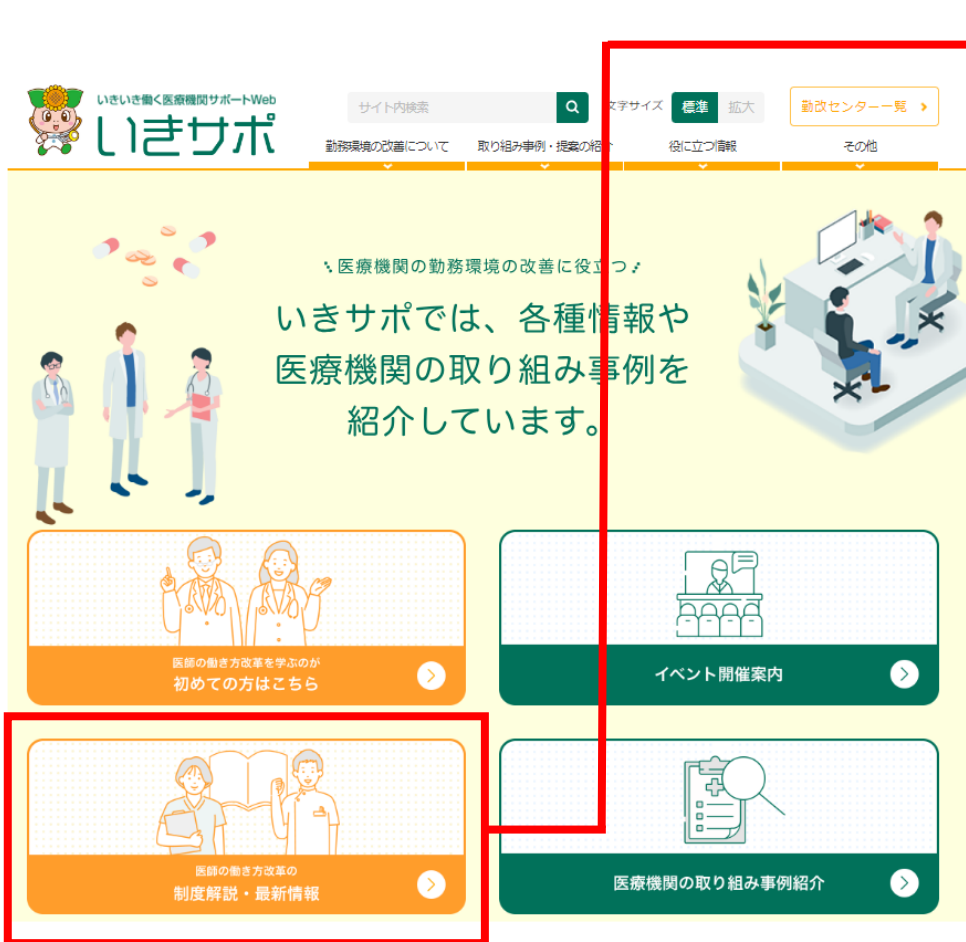 いきいき働く医療機関サポートWeb
いきサポ
サイト内検索
文字サイズ 標準 拡大
勤改センター一覧
勤務環境の改善について 取り組み事例・提案の紹介 役に立つ情報 その他
医療機関の勤務環境の改善に役立つ
いきサポでは、各種情報や
医療機関の取り組み事例を
紹介しています。
医師の働き方改革を学ぶのが
初めての方はこちら
イベント開催案内
医師の働き方改革の
制度解説・最新情報
医療機関の取り組み事例紹介